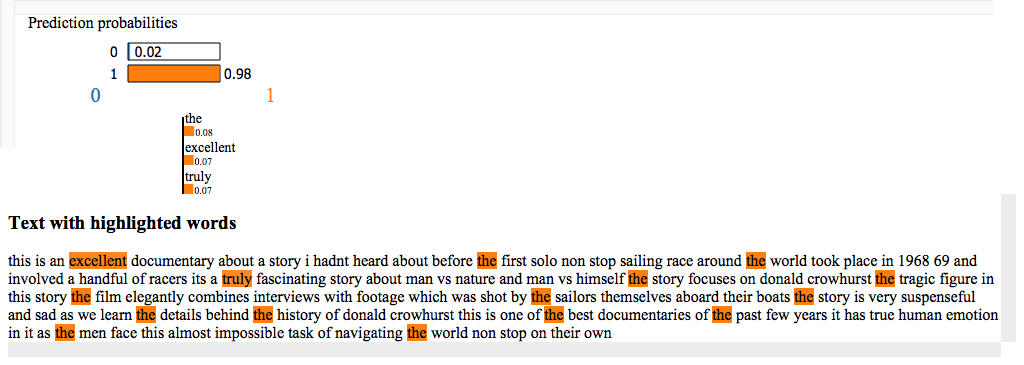 Prediction probabilities
0 0.02
1 0.98
0 1
the
0.08
excellent
0.07
truly
0.07
Text with highlighted words
this is an excellent documentary about a story i hadnt heard about before the first solo non stop sailing race around the world took place in 1968 69 and
involved a handful of racers its a truly fascinating story about man vs nature and man vs himself the story focuses on donald crowhurst the tragic figure in
this story the film elegantly combines interviews with footage which was shot by the sailors themselves aboard their boats the story is very suspenseful
and sad as we learn the details behind the history of donald crowhurst this is one of the best documentaries of the past few years it has true human emotion
in it as the men face this almost impossible task of navigating the world non stop on their own